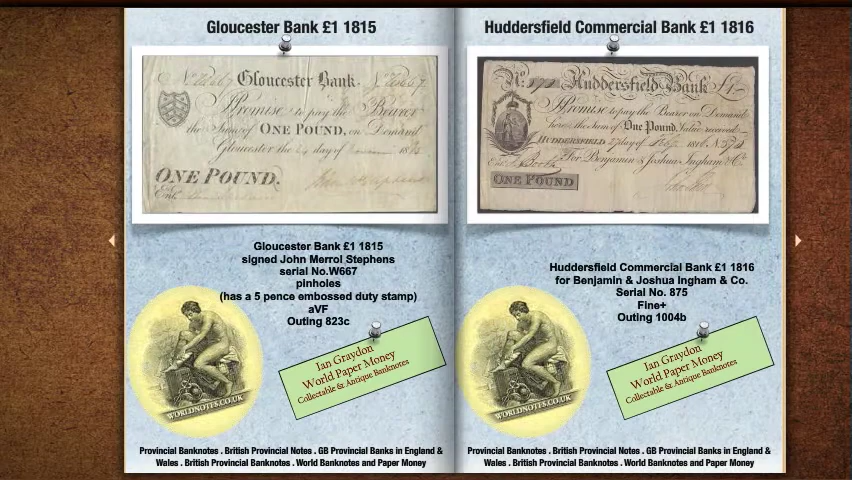 Gloucester Bank £1 1815
Gloucester Bank.
Promise to pay the Bearer
the Sum of ONE POUND, on Demand
Gloucester the day of 18
ONE POUND.
Gloucester Bank £1 1815
signed John Merrol Stephens
serial No.W667
pinholes
(has a 5 pence embossed duty stamp)
aVF
Outing 823c
WORLDNOTES.CO.UK
Ian Graydon
World Paper Money
Collectable & Antique Banknotes
Provincial Banknotes . British Provincial Notes . GB Provincial Banks in England &
Wales . British Provincial Banknotes . World Banknotes and Paper Money
Huddersfield Commercial Bank £1 1816
Huddersfield Bank
Promise to pay the Bearer on Demand
here the Sum of One Pound, Value received
HUDDERSFIELD day of 1816
For Benjamin & Joshua Ingham & Co.
ONE POUND
Huddersfield Commercial Bank £1 1816
for Benjamin & Joshua Ingham & Co.
Serial No. 875
Fine+
Outing 1004b
WORLDNOTES.CO.UK
Ian Graydon
World Paper Money
Collectable & Antique Banknotes
Provincial Banknotes . British Provincial Notes . GB Provincial Banks in England &
Wales . British Provincial Banknotes . World Banknotes and Paper Money